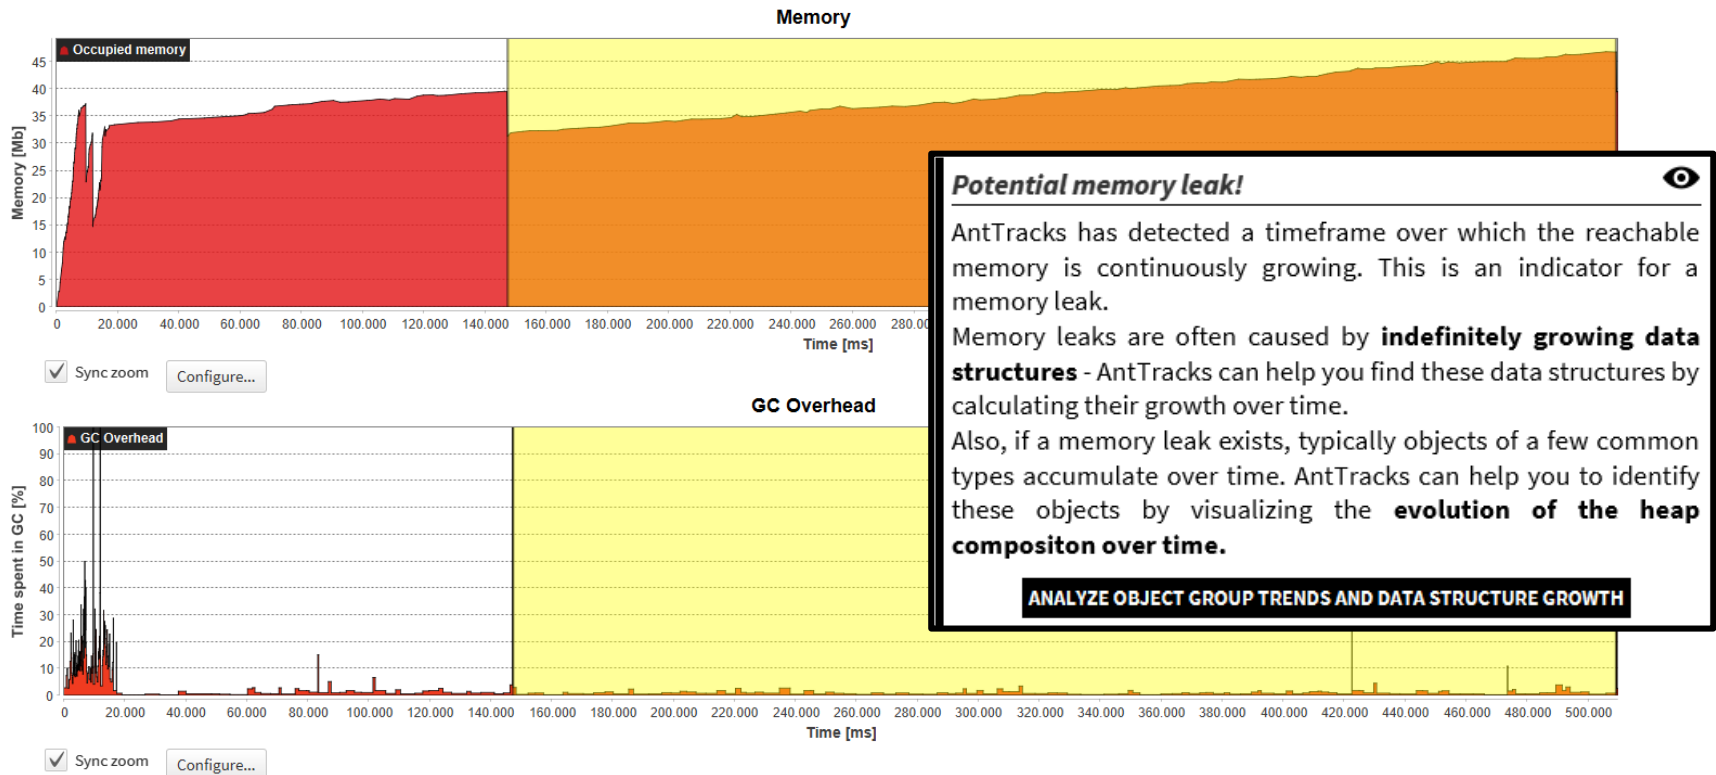 Memory
Occupied memory
45
40
35
30
25
20
15
10
5
0
Memory [Mb]
0 20.000 40.000 60.000 80.000 100.000 120.000 140.000 160.000 180.000 200.000 220.000 240.000 260.000
Time [ms]
Sync zoom Configure...
Potential memory leak!
AntTracks has detected a timeframe over which the reachable
memory is continuously growing. This is an indicator for a
memory leak.
Memory leaks are often caused by indefinitely growing data
structures - AntTracks can help you find these data structures by
calculating their growth over time.
Also, if a memory leak exists, typically objects of a few common
types accumulate over time. AntTracks can help you to identify
these objects by visualizing the evolution of the heap
compositon over time.
ANALYZE OBJECT GROUP TRENDS AND DATA STRUCTURE GROWTH
GC Overhead
GC Overhead
100
90
80
70
60
50
40
30
20
10
0
Time spent in GC [%]
0 20.000 40.000 60.000 80.000 100.000 120.000 140.000 160.000 180.000 200.000 220.000 240.000 260.000 280.000 300.000 320.000 340.000 360.000 380.000 400.000 420.000 440.000 460.000 480.000 500.000
Time [ms]
Sync zoom Configure...